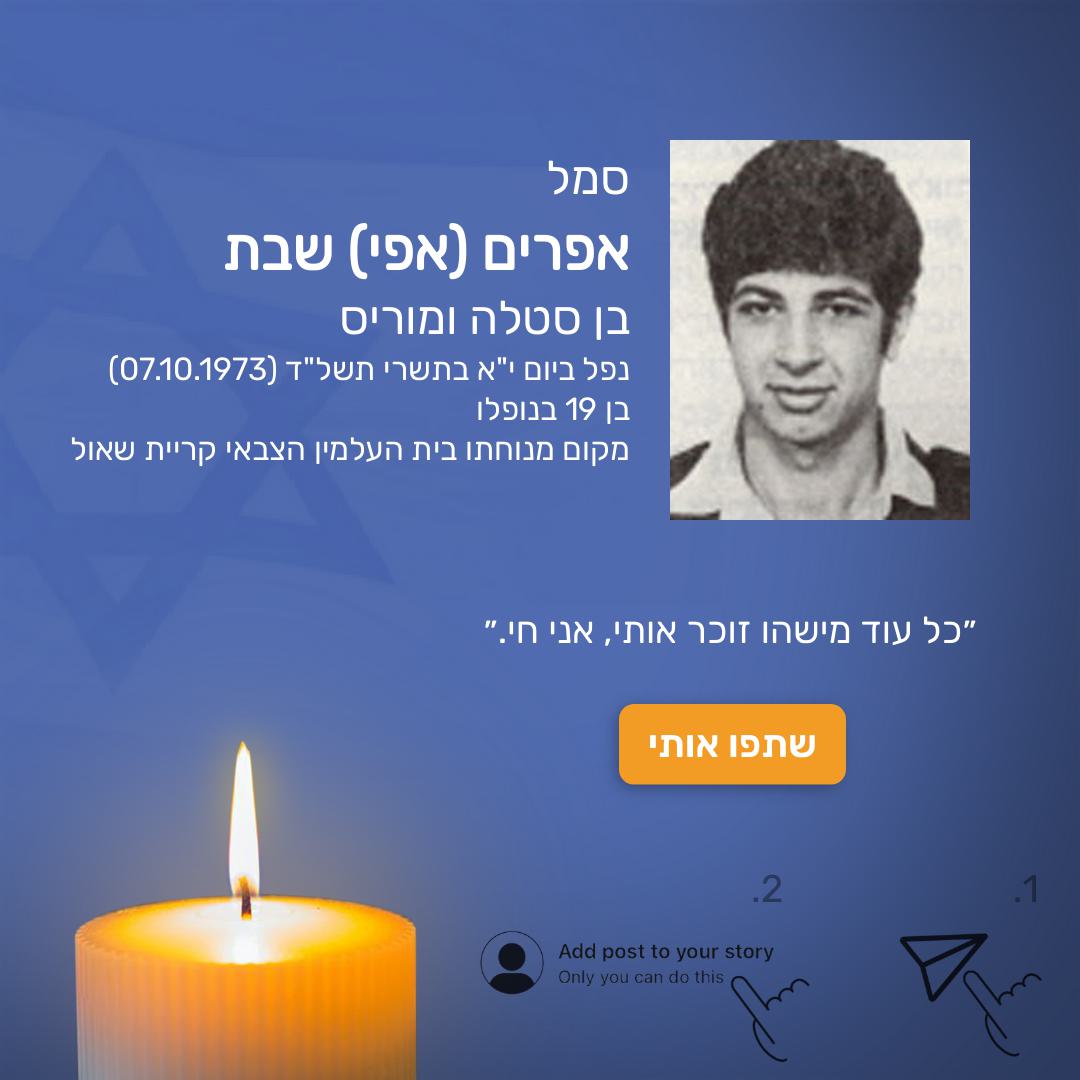 סמל
אפרים (אפי) שבת
בן סטלה ומוריס
נפל ביום י"א בתשרי תשל"ד (07.10.1973)
בן 19 בנופלו
מקום מנוחתו בית העלמין הצבאי קריית שאול
״כל עוד מישהו זוכר אותי, אני חי.״
שתפו אותי
.1
.2
Add post to your story
Only you can do this